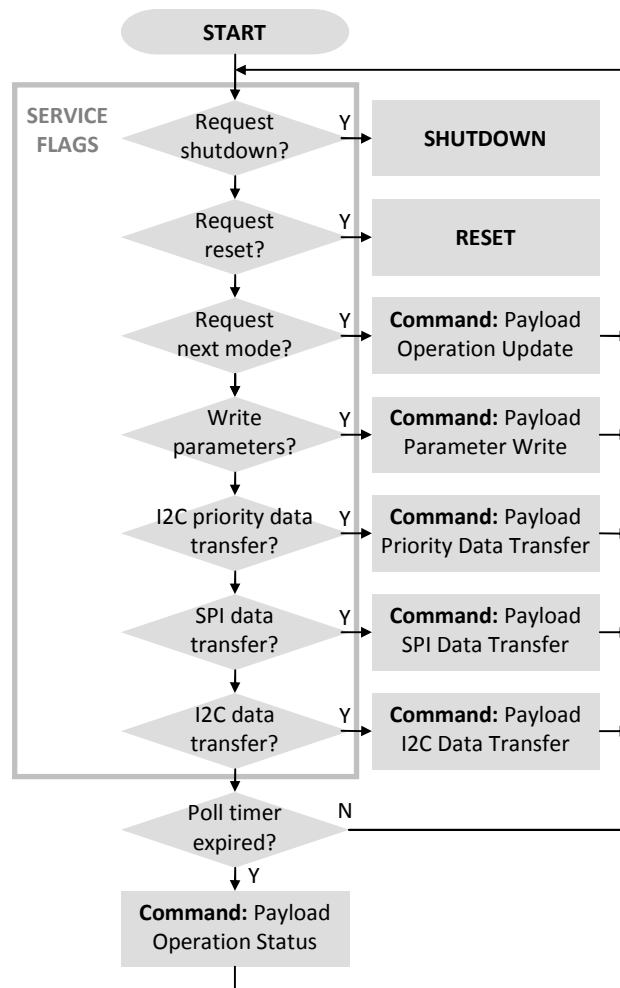 START
SERVICE
FLAGS
Request
shutdown?
Y
SHUTDOWN
Request
reset?
Y
RESET
Request
next mode?
Y
Command: Payload
Operation Update
Write
parameters?
Y
Command: Payload
Parameter Write
I2C priority data
transfer?
Y
Command: Payload
Priority Data Transfer
SPI data
transfer?
Y
Command: Payload
SPI Data Transfer
I2C data
transfer?
Y
Command: Payload
I2C Data Transfer
Poll timer
expired?
N
Y
Command: Payload
Operation Status